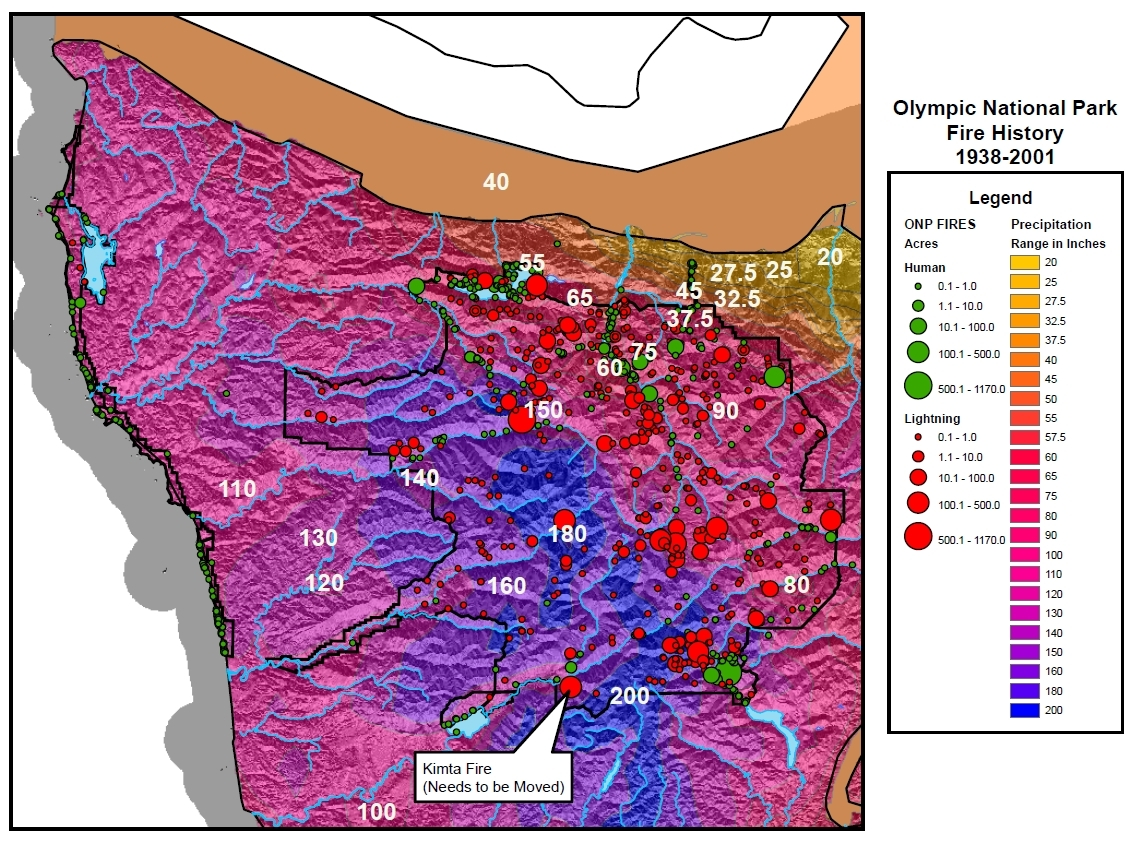 Olympic National Park
Fire History
1938-2001
Legend
ONP FIRES
Acres
Human
0.1 - 1.0
1.1 - 10.0
10.1 - 100.0
100.1 - 500.0
500.1 - 1170.0
Lightning
0.1 - 1.0
1.1 - 10.0
10.1 - 100.0
100.1 - 500.0
500.1 - 1170.0
Precipitation
Range in Inches
20
25
27.5
32.5
37.5
40
45
50
55
57.5
60
65
75
80
90
100
110
120
130
140
150
160
180
200
40
20
55
27.5
25
65
45
32.5
37.5
75
60
150
90
140
110
180
130
120
160
80
200
Kimta Fire
(Needs to be Moved)
100